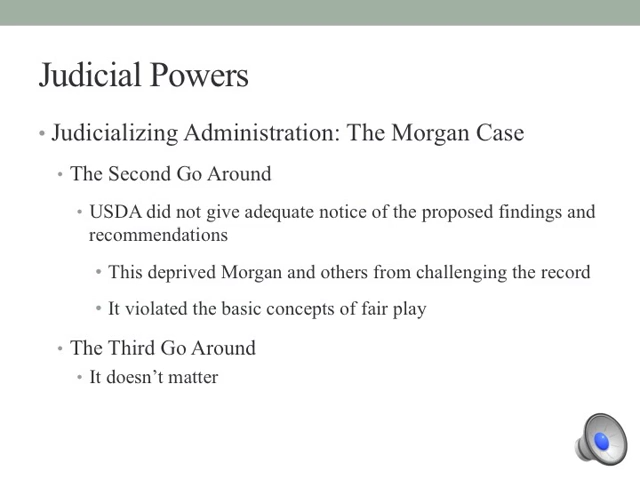 Judicial Powers
• Judicializing Administration: The Morgan Case
• The Second Go Around
• USDA did not give adequate notice of the proposed findings and
recommendations
• This deprived Morgan and others from challenging the record
• It violated the basic concepts of fair play
• The Third Go Around
• It doesn’t matter